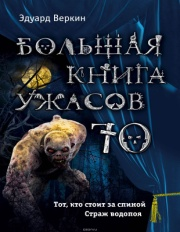 Эдуард Веркин
БОЛЬШАЯ
КНИГА
УЖАСОВ
70
Тот, кто стоит за спиной
Страж водопоя